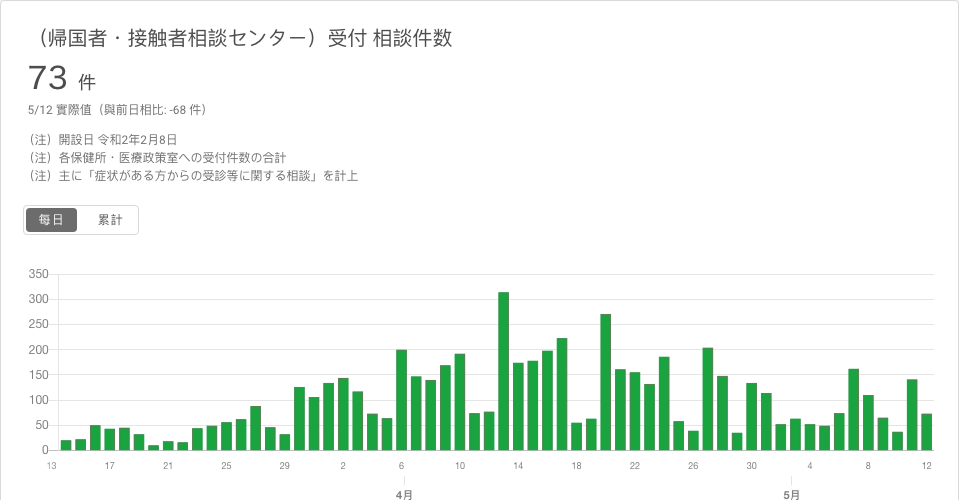 （帰国者・接触者相談センター）受付 相談件数
73 件
5/12 實際值（與前日相比: -68 件）
（注）開設日 令和2年2月8日
（注）各保健所・医療政策室への受付件数の合計
（注）主に「症状がある方からの受診等に関する相談」を計上
每日 累計
350
300
250
200
150
100
50
0
13 17 21 25 29 2 6 10 14 18 22 26 30 4 8 12
4月 5月